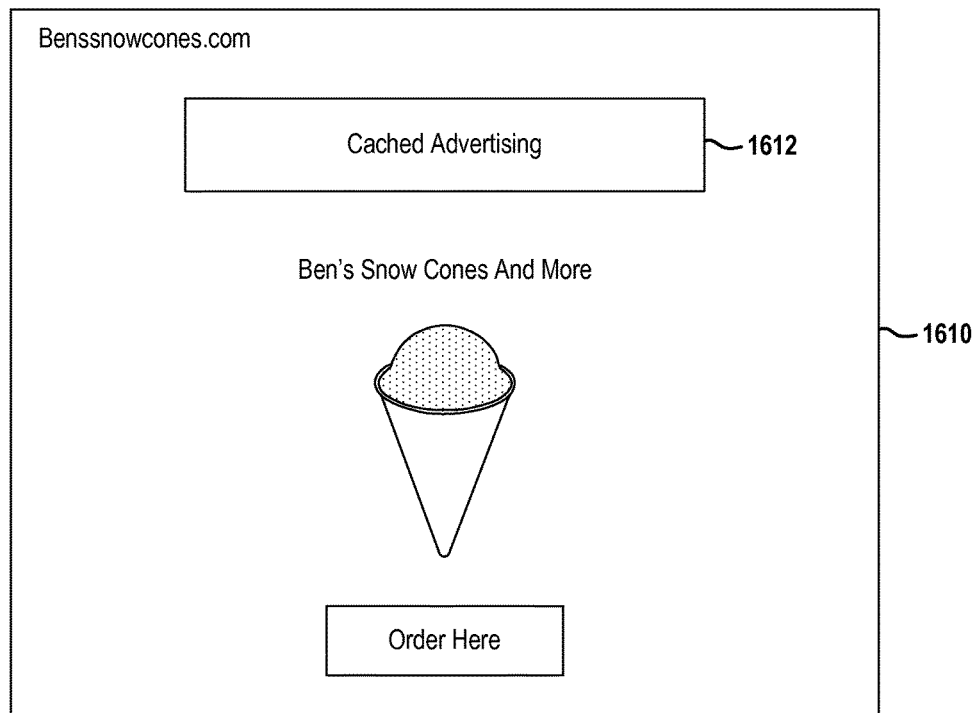 Benssnowcones.com
Cached Advertising
1612
Ben's Snow Cones And More
1610
Order Here